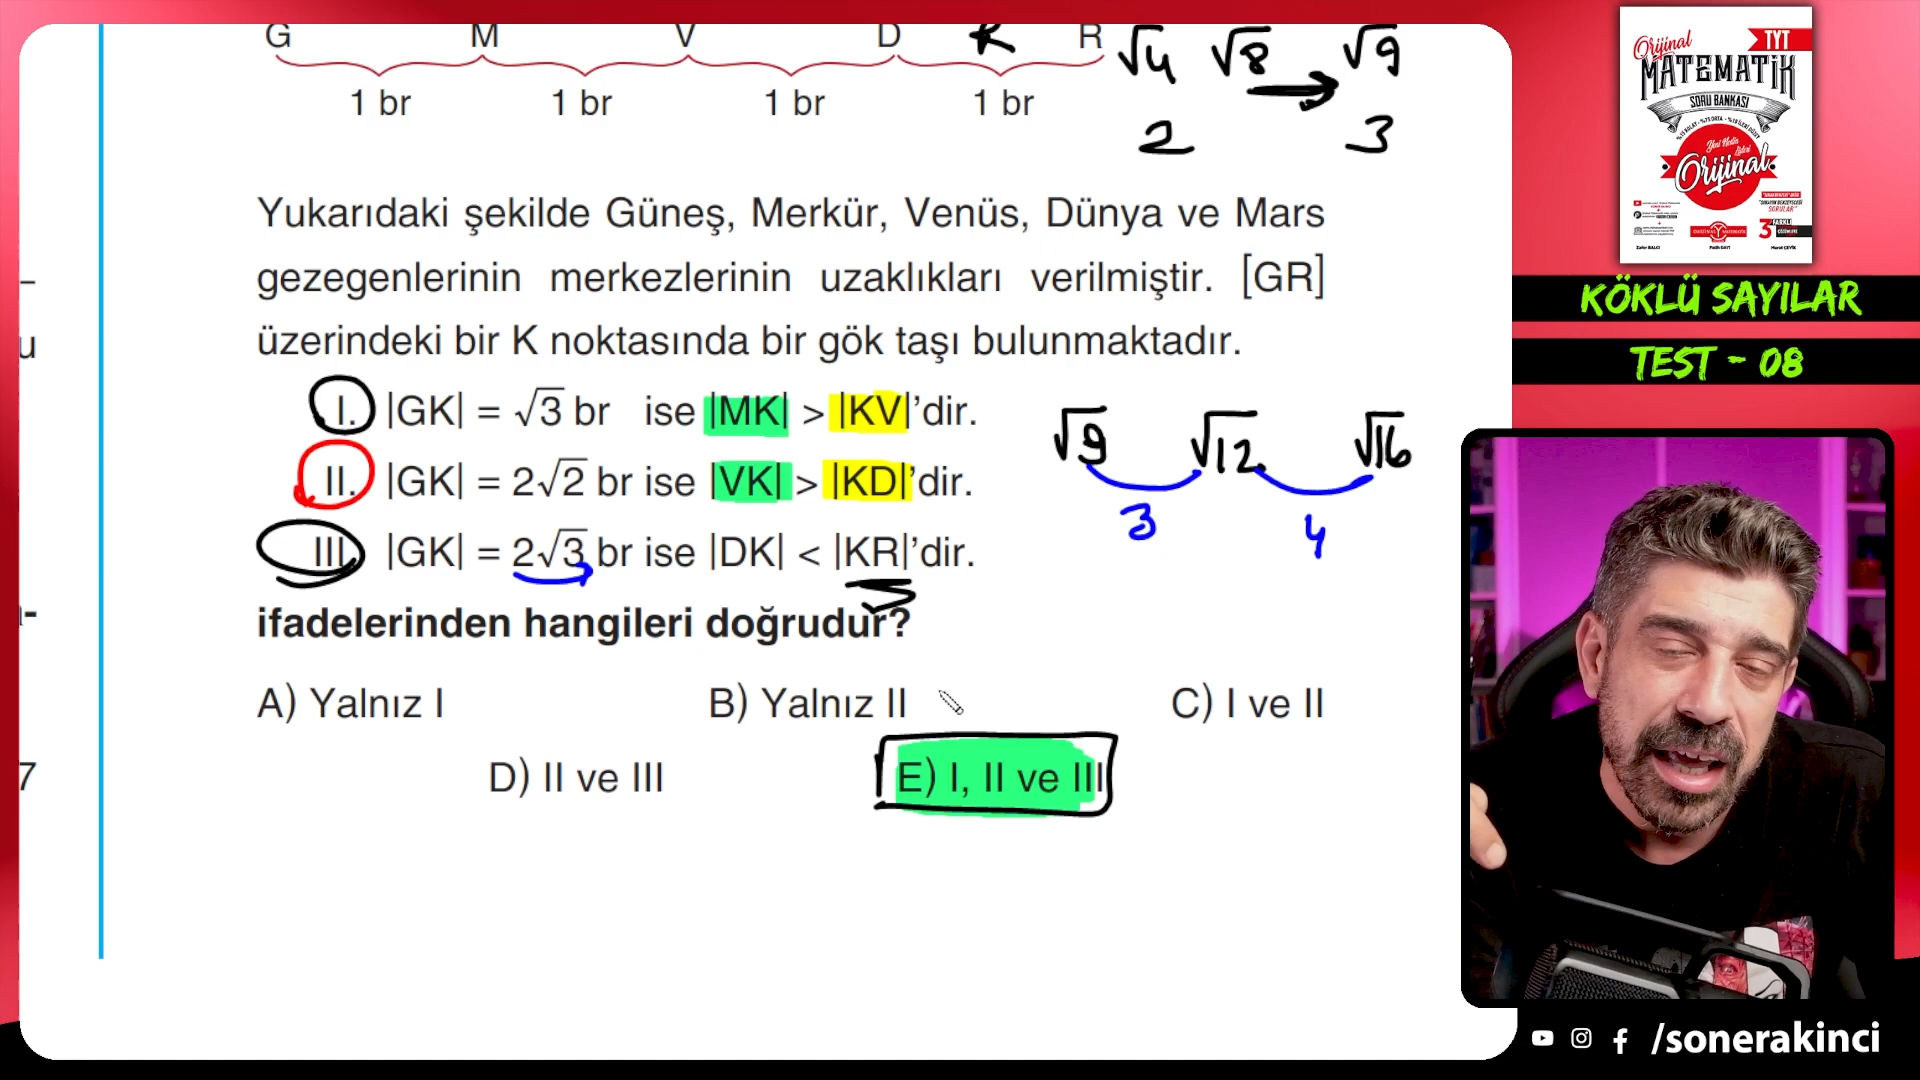 G M V D K R √4 √8 √9
1 br 1 br 1 br 1 br
2 3
Yukarıdaki şekilde Güneş, Merkür, Venüs, Dünya ve Mars
gezegenlerinin merkezlerinin uzaklıkları verilmiştir. [GR]
üzerindeki bir K noktasında bir gök taşı bulunmaktadır.
I. |GK| = √3 br ise |MK| > |KV|'dir.
II. |GK| = 2√2 br ise |VK| > |KD|'dir.
III. |GK| = 2√3 br ise |DK| < |KR|'dir.
√9 √12 √16
3 4
ifadelerinden hangileri doğrudur?
A) Yalnız I B) Yalnız II C) I ve II
D) II ve III E) I, II ve III
u
7
Orijinal TYT
MATEMATİK
SORU BANKASI
Orijinal
KÖKLÜ SAYILAR
TEST - 08
/sonerakinci